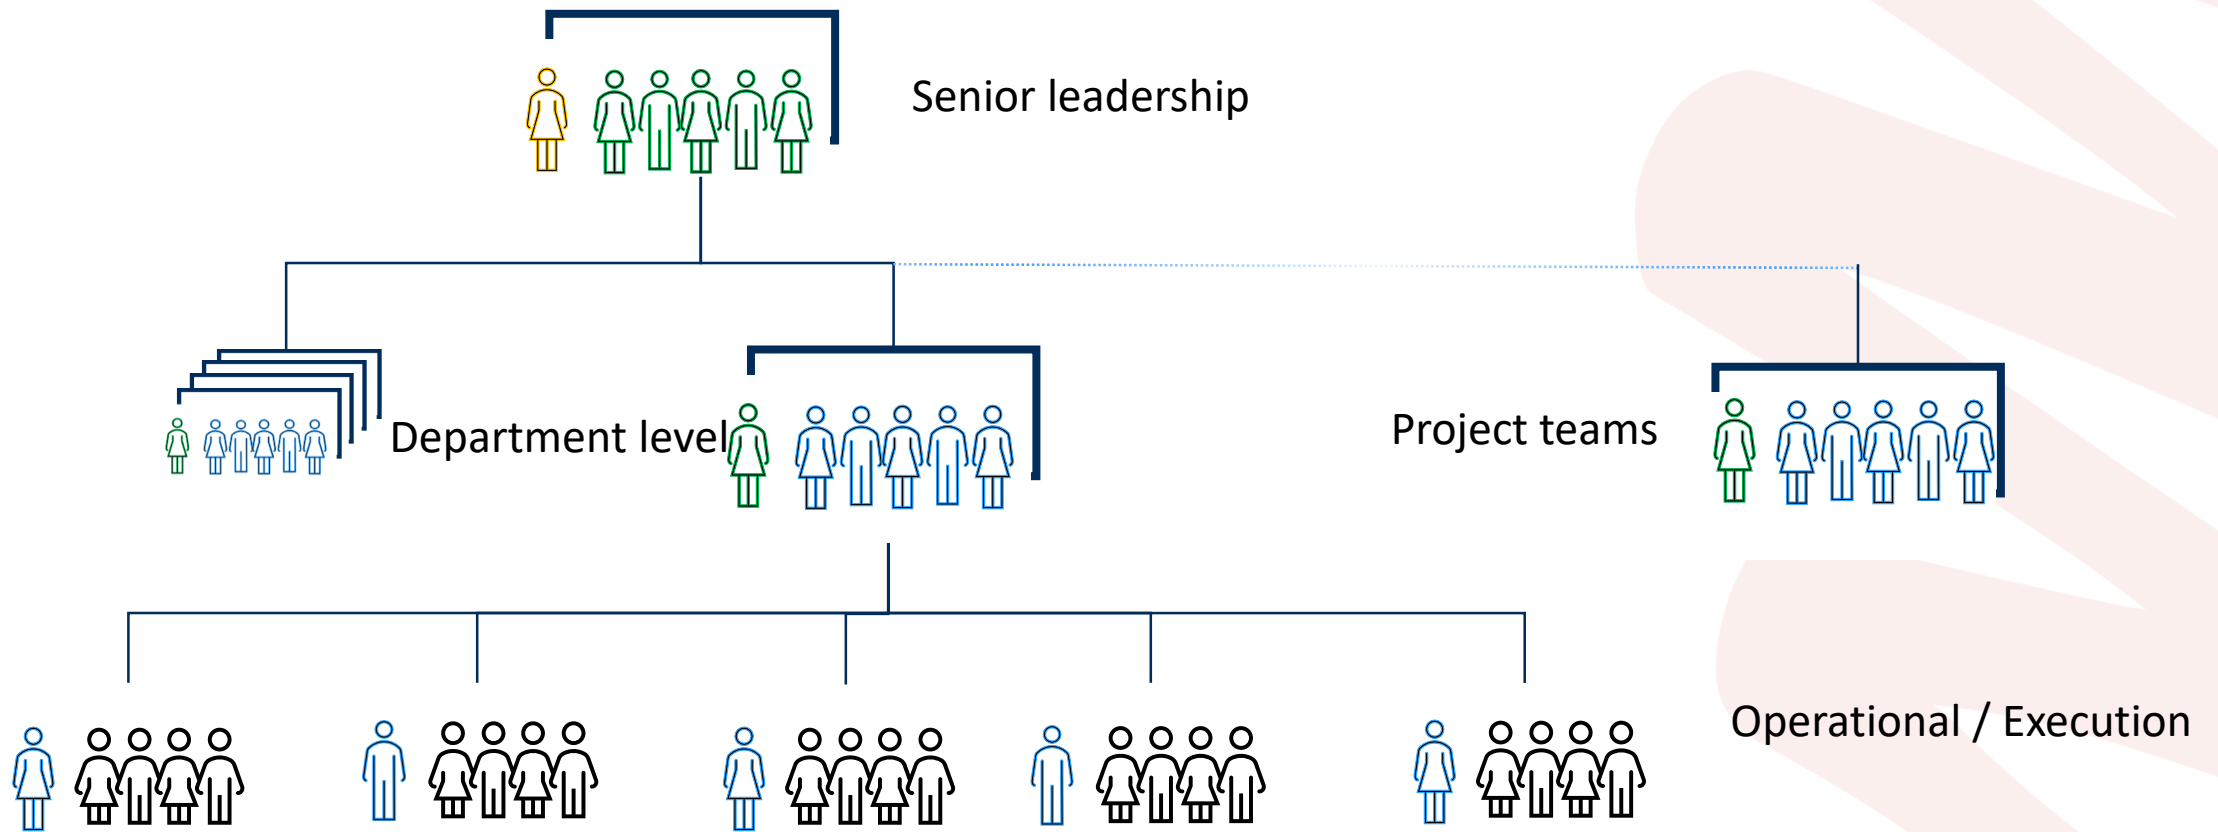 Senior leadership
Department level
Project teams
Operational / Execution